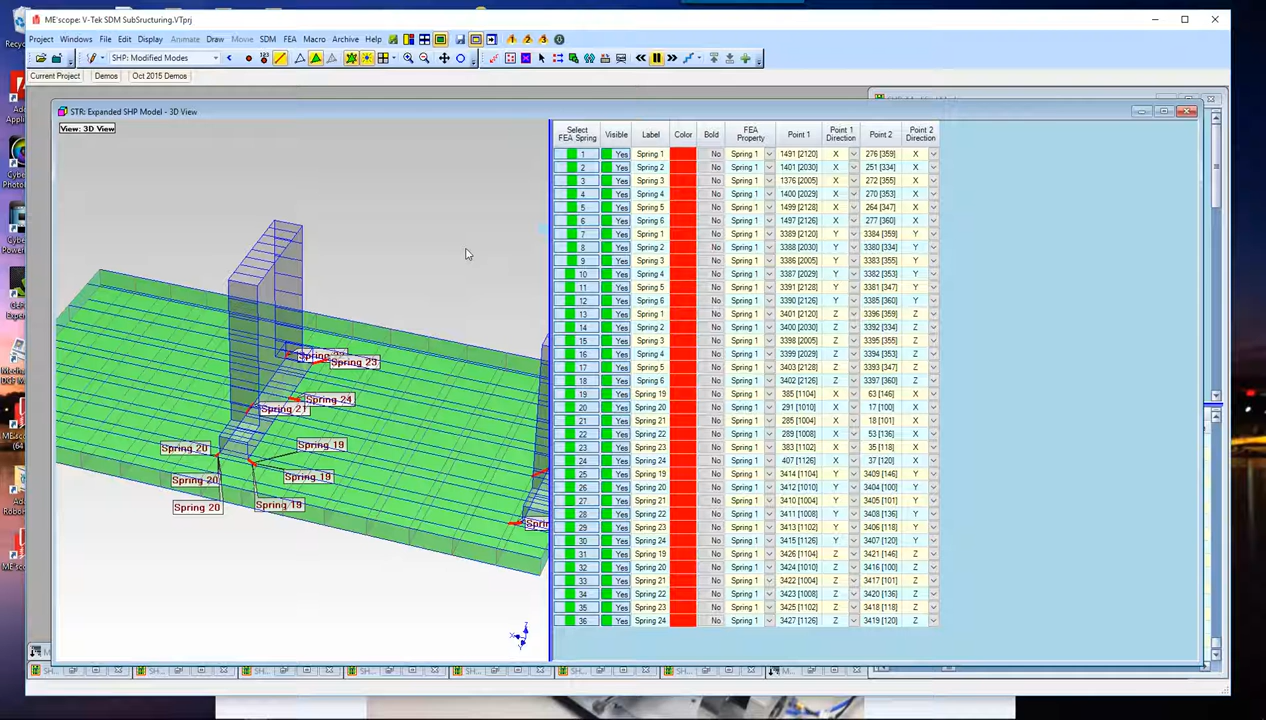 ME'scope: V-Tek SDM SubSructuring.VTprj
Project Windows File Edit Display Animate Draw Move SDM FEA Macro Archive Help
SHP: Modified Modes
Current Project Demos Oct 2015 Demos
STR: Expanded SHP Model - 3D View
View: 3D View
Select FEA Spring Visible Label Color Bold FEA Property Point 1 Point 1 Direction Point 2 Point 2 Direction
1 Yes Spring 1 No Spring 1 1491 [2120] X 276 [359] X
2 Yes Spring 2 No Spring 1 1401 [2030] X 251 [334] X
3 Yes Spring 3 No Spring 1 1376 [2005] X 272 [355] X
4 Yes Spring 4 No Spring 1 1400 [2029] X 270 [353] X
5 Yes Spring 5 No Spring 1 1499 [2128] X 264 [347] X
6 Yes Spring 6 No Spring 1 1497 [2126] X 277 [360] X
7 Yes Spring 1 No Spring 1 3389 [2120] Y 3384 [359] Y
8 Yes Spring 2 No Spring 1 3388 [2030] Y 3380 [334] Y
9 Yes Spring 3 No Spring 1 3386 [2005] Y 3383 [355] Y
10 Yes Spring 4 No Spring 1 3387 [2029] Y 3382 [353] Y
11 Yes Spring 5 No Spring 1 3391 [2128] Y 3381 [347] Y
12 Yes Spring 6 No Spring 1 3390 [2126] Y 3385 [360] Y
13 Yes Spring 1 No Spring 1 3401 [2120] Z 3396 [359] Z
14 Yes Spring 2 No Spring 1 3400 [2030] Z 3392 [334] Z
15 Yes Spring 3 No Spring 1 3398 [2005] Z 3395 [355] Z
16 Yes Spring 4 No Spring 1 3399 [2029] Z 3394 [353] Z
17 Yes Spring 5 No Spring 1 3403 [2128] Z 3393 [347] Z
18 Yes Spring 6 No Spring 1 3402 [2126] Z 3397 [360] Z
19 Yes Spring 19 No Spring 1 385 [1104] X 63 [146] X
20 Yes Spring 20 No Spring 1 291 [1010] X 17 [100] X
21 Yes Spring 21 No Spring 1 285 [1004] X 18 [101] X
22 Yes Spring 22 No Spring 1 289 [1008] X 53 [136] X
23 Yes Spring 23 No Spring 1 383 [1102] X 35 [118] X
24 Yes Spring 24 No Spring 1 407 [1126] X 37 [120] X
25 Yes Spring 19 No Spring 1 3414 [1104] Y 3409 [146] Y
26 Yes Spring 20 No Spring 1 3412 [1010] Y 3404 [100] Y
27 Yes Spring 21 No Spring 1 3410 [1004] Y 3405 [101] Y
28 Yes Spring 22 No Spring 1 3411 [1008] Y 3408 [136] Y
29 Yes Spring 23 No Spring 1 3413 [1102] Y 3406 [118] Y
30 Yes Spring 24 No Spring 1 3415 [1126] Y 3407 [120] Y
31 Yes Spring 19 No Spring 1 3426 [1104] Z 3421 [146] Z
32 Yes Spring 20 No Spring 1 3424 [1010] Z 3416 [100] Z
33 Yes Spring 21 No Spring 1 3422 [1004] Z 3417 [101] Z
34 Yes Spring 22 No Spring 1 3423 [1008] Z 3420 [136] Z
35 Yes Spring 23 No Spring 1 3425 [1102] Z 3418 [118] Z
36 Yes Spring 24 No Spring 1 3427 [1126] Z 3419 [120] Z
Spring 23
Spring 24
Spring 21
Spring 19
Spring 20
Spring 19
Spring 20
Spring 19
Spring 20